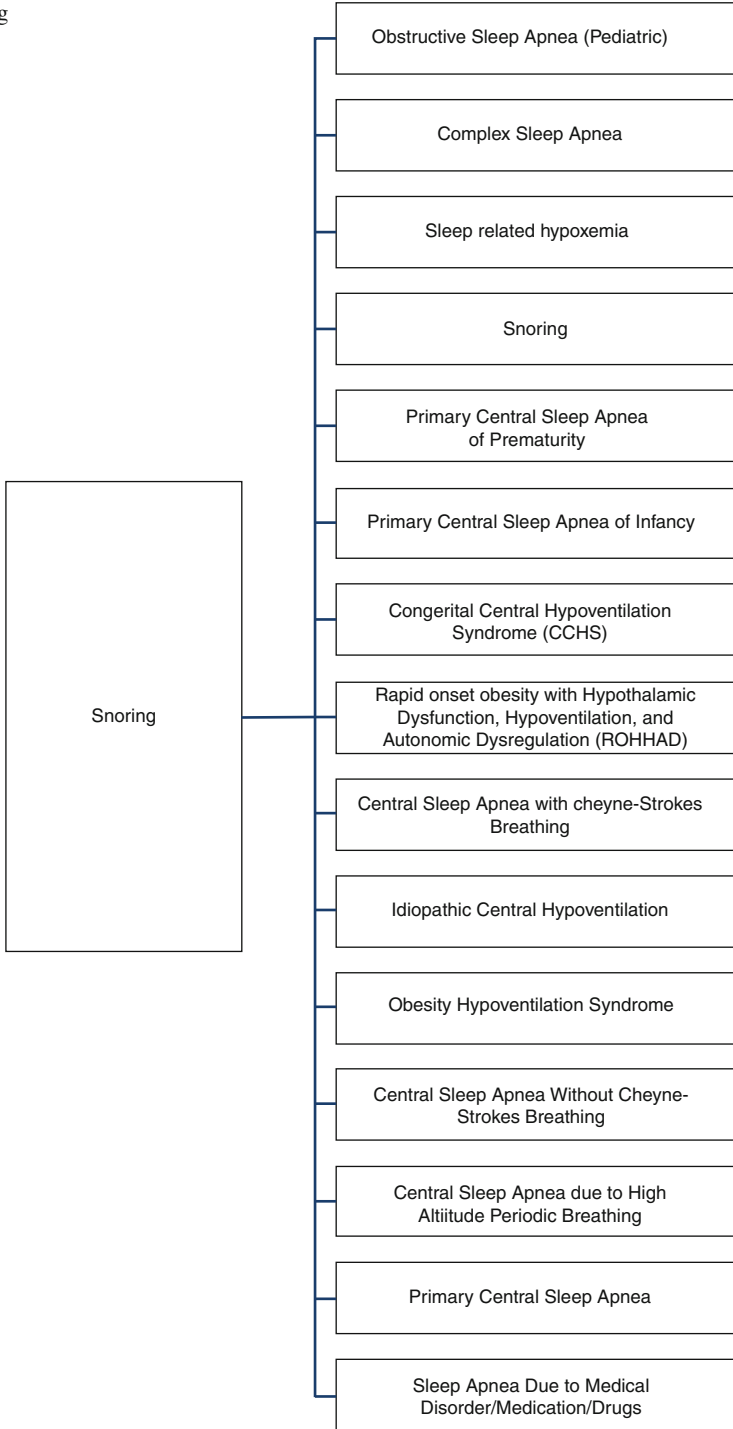 g
Obstructive Sleep Apnea (Pediatric)
Complex Sleep Apnea
Sleep related hypoxemia
Snoring
Primary Central Sleep Apnea
of Prematurity
Primary Central Sleep Apnea of Infancy
Congerital Central Hypoventilation
Syndrome (CCHS)
Snoring
Rapid onset obesity with Hypothalamic
Dysfunction, Hypoventilation, and
Autonomic Dysregulation (ROHHAD)
Central Sleep Apnea with cheyne-Strokes
Breathing
Idiopathic Central Hypoventilation
Obesity Hypoventilation Syndrome
Central Sleep Apnea Without Cheyne-
Strokes Breathing
Central Sleep Apnea due to High
Altiitude Periodic Breathing
Primary Central Sleep Apnea
Sleep Apnea Due to Medical
Disorder/Medication/Drugs